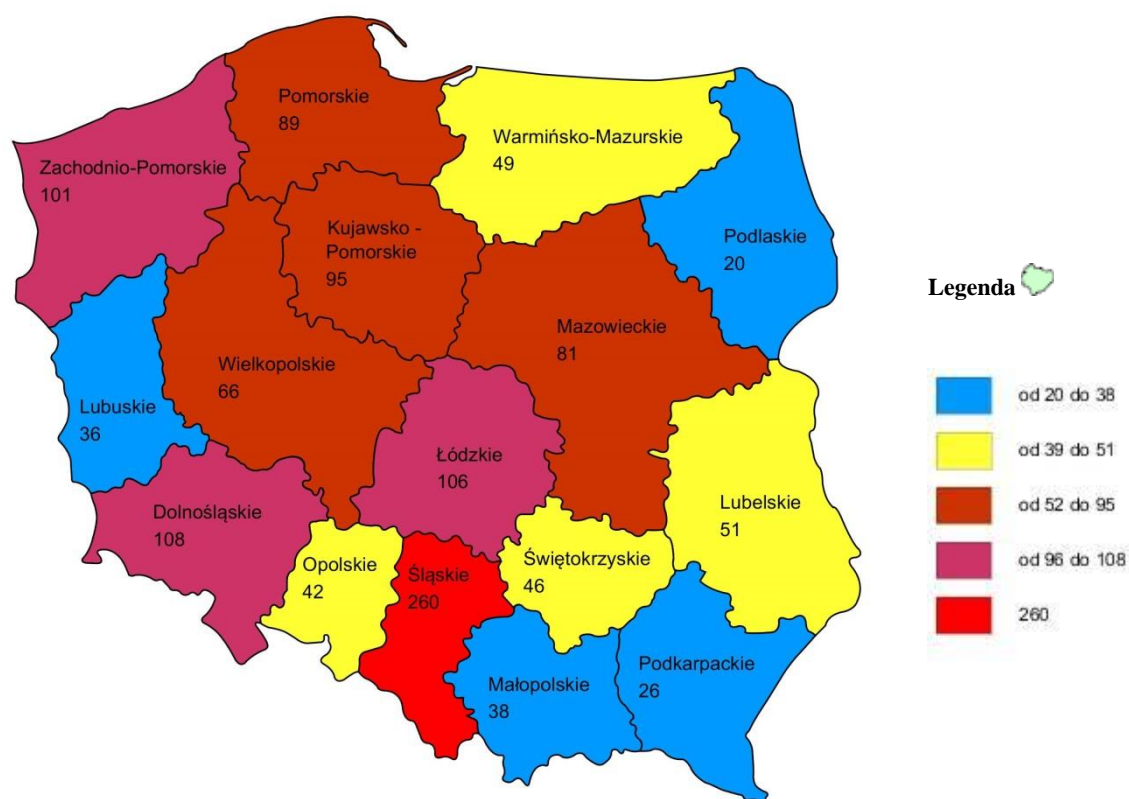 Pomorskie
89
Warmińsko-Mazurskie
49
Zachodnio-Pomorskie
101
Podlaskie
20
Kujawsko -
Pomorskie
95
Mazowieckie
81
Wielkopolskie
66
Lubuskie
36
Łódzkie
106
Lubelskie
51
Dolnośląskie
108
Opolskie
42
Śląskie
260
Świętokrzyskie
46
Małopolskie
38
Podkarpackie
26
Legenda
od 20 do 38
od 39 do 51
od 52 do 95
od 96 do 108
260